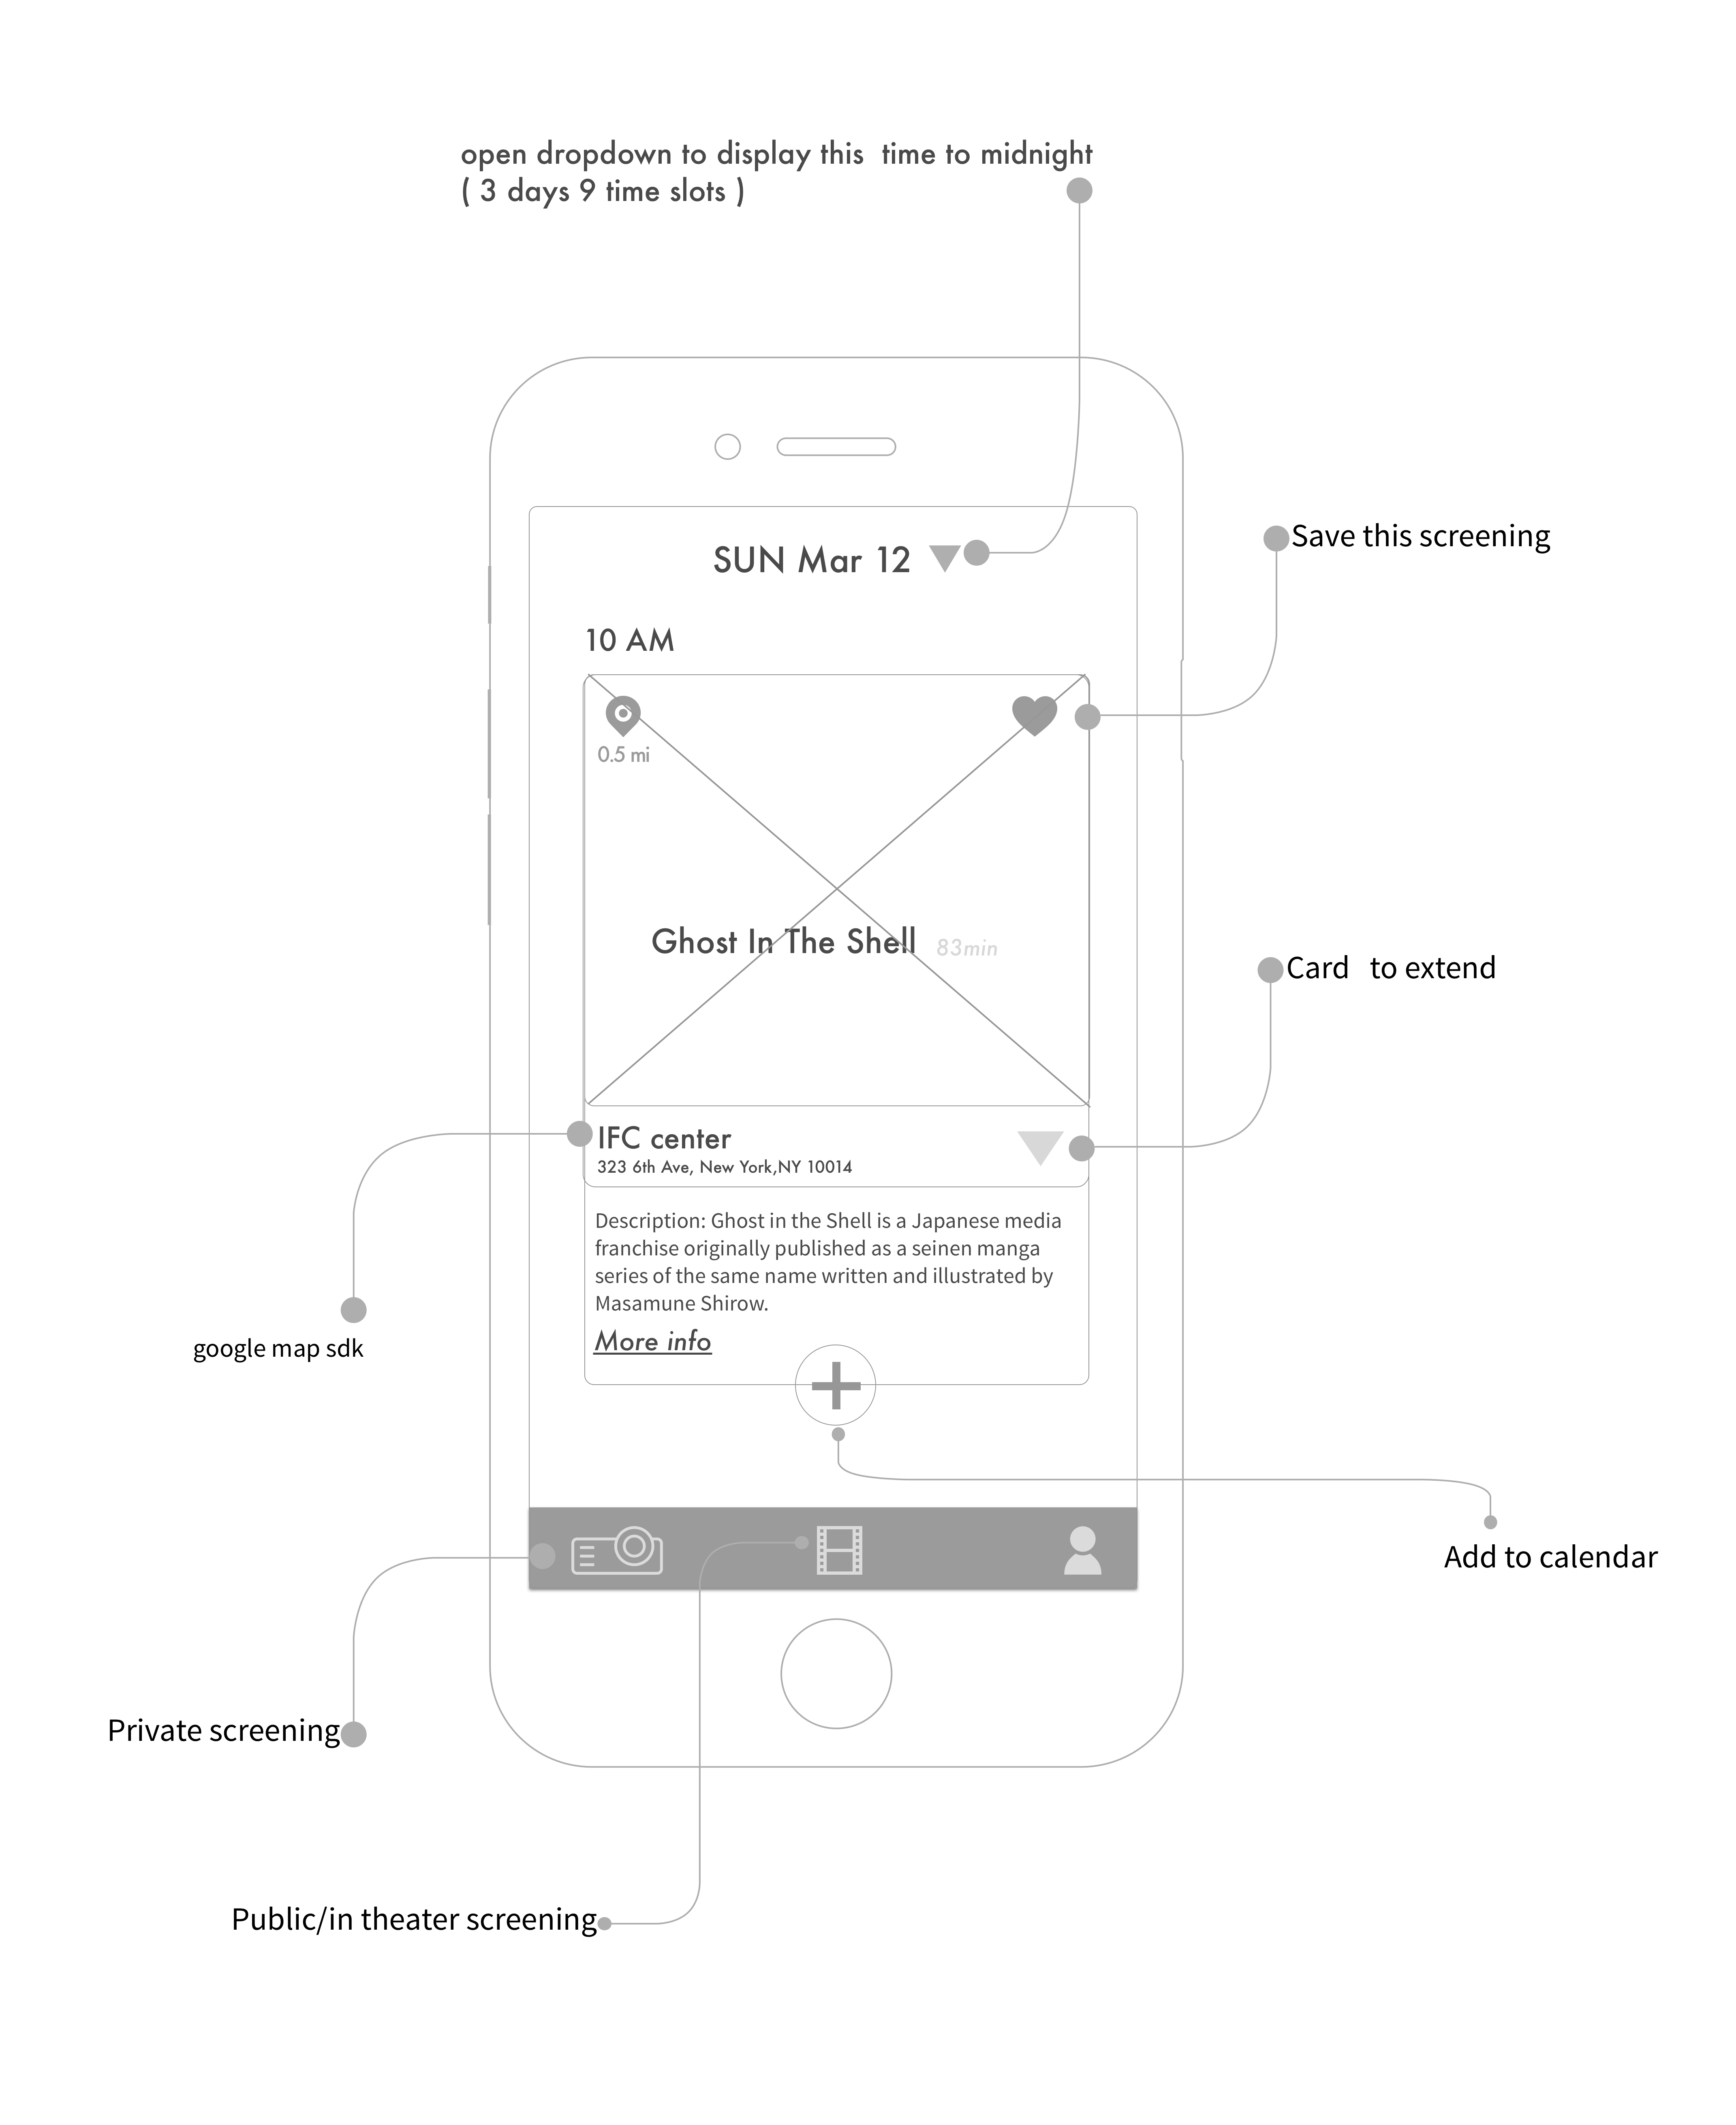 open dropdown to display this  time to midnight
( 3 days 9 time slots )
SUN Mar 12
Save this screening
10 AM
0.5 mi
Ghost In The Shell 83min
Card  to extend
IFC center
323 6th Ave, New York,NY 10014
Description: Ghost in the Shell is a Japanese media
franchise originally published as a seinen manga
series of the same name written and illustrated by
Masamune Shirow.
More info
google map sdk
Add to calendar
Private screening
Public/in theater screening